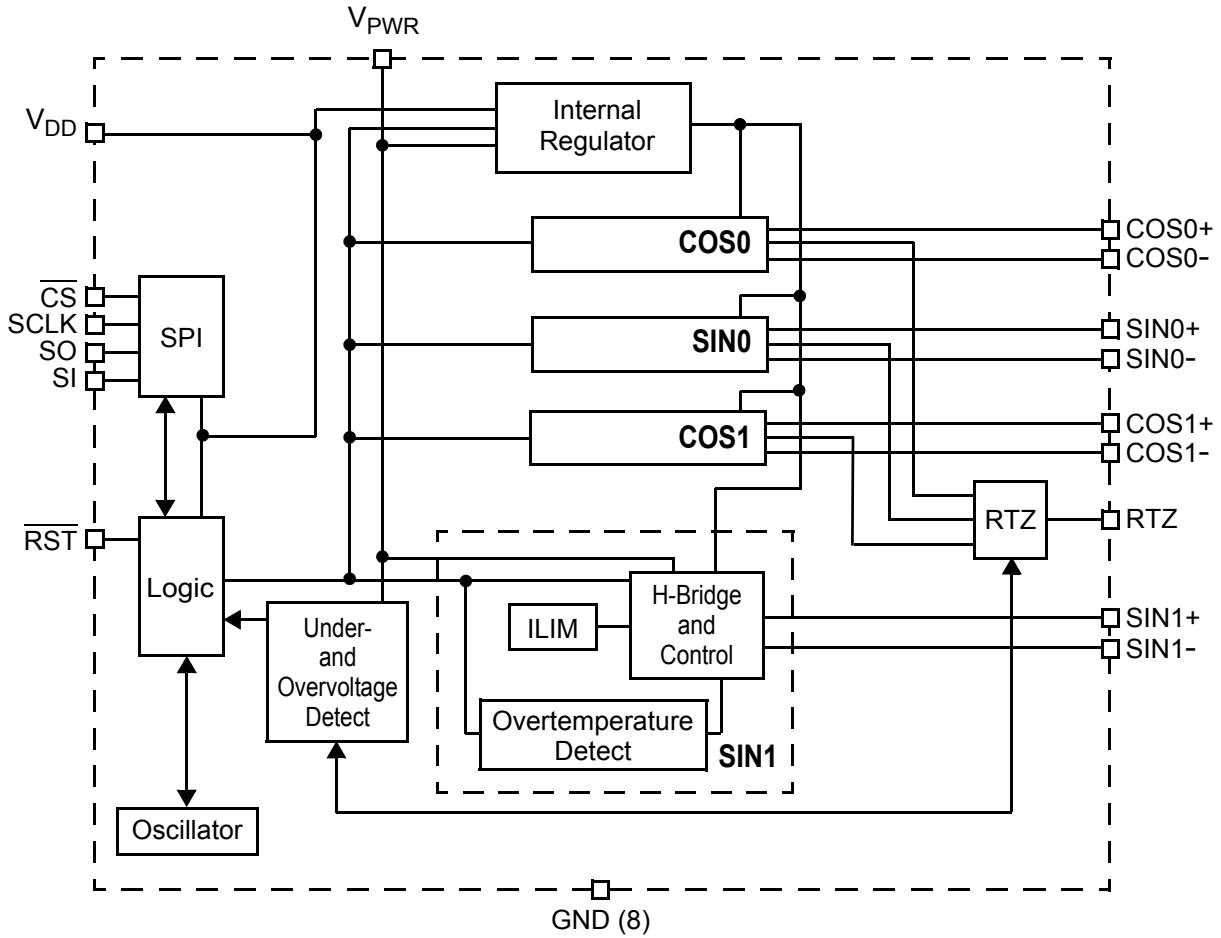 VPWR
VDD
Internal
Regulator
COS0
COS0+
COS0-
CS
SCLK
SO
SI
SPI
SIN0
SIN0+
SIN0-
COS1
COS1+
COS1-
RST
Logic
RTZ
RTZ
Under-
and
Overvoltage
Detect
ILIM
H-Bridge
and
Control
SIN1+
SIN1-
Overtemperature
Detect
SIN1
Oscillator
GND (8)